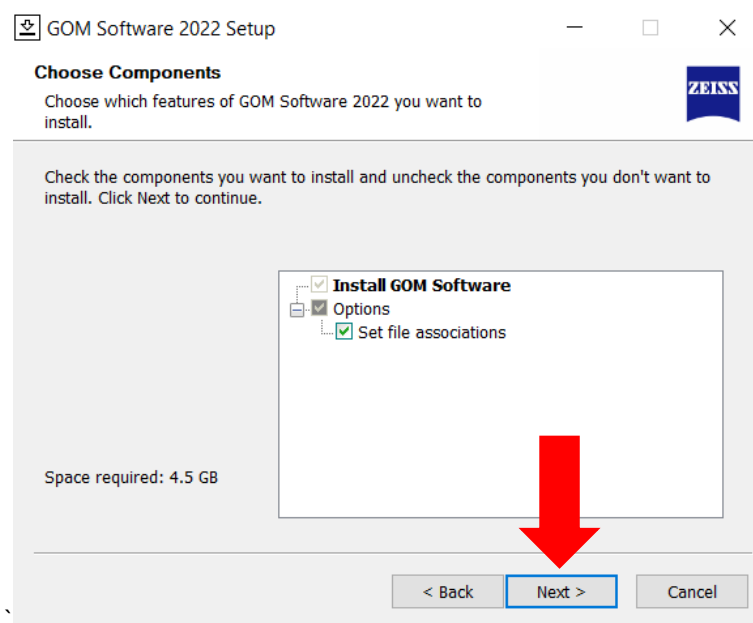 GOM Software 2022 Setup
Choose Components
Choose which features of GOM Software 2022 you want to
install.
ZEISS
Check the components you want to install and uncheck the components you don't want to
install. Click Next to continue.
Install GOM Software
Options
Set file associations
Space required: 4.5 GB
< Back
Next >
Cancel
`